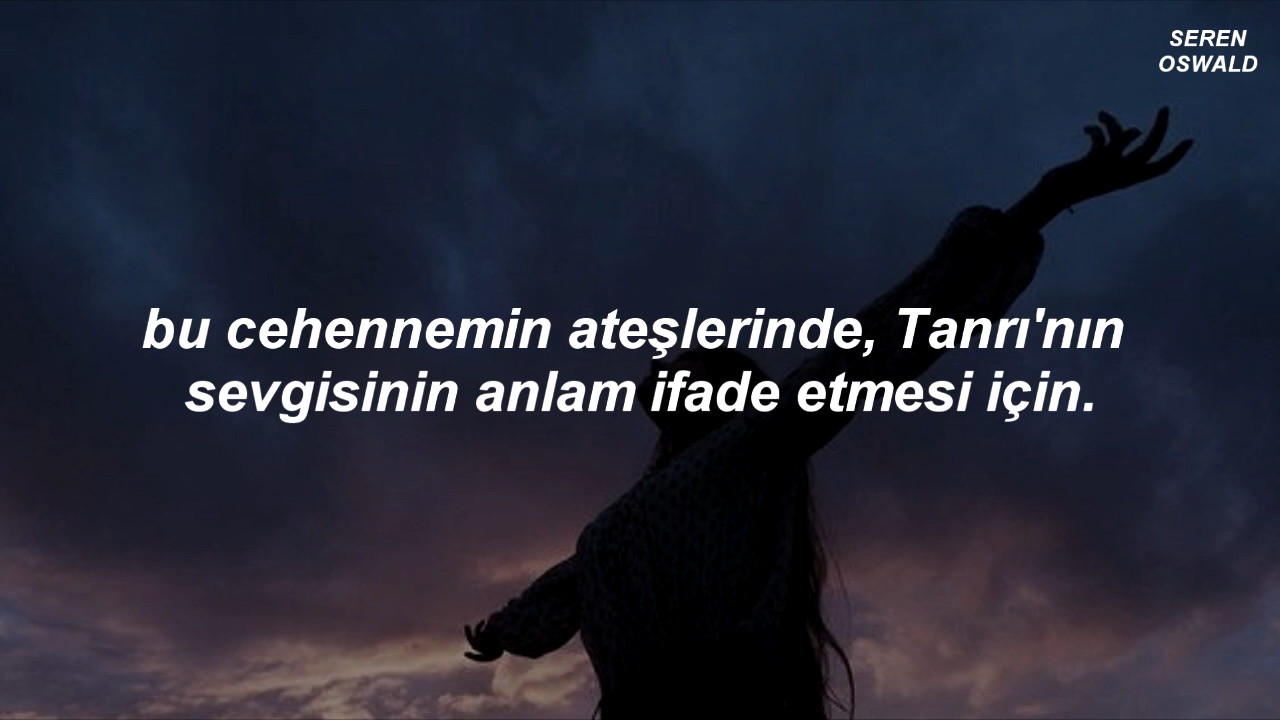 SEREN
OSWALD
bu cehennemin ateşlerinde, Tanrı'nın
sevgisinin anlam ifade etmesi için.